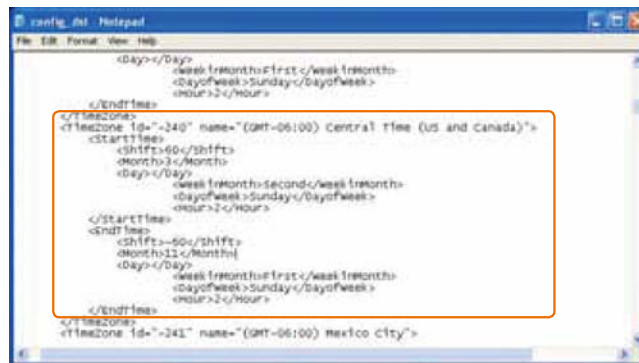 config_dst - Notepad
File Edit Format View Help
<Day></Day>
<WeekinMonth>First</WeekinMonth>
<DayofWeek>Sunday</DayofWeek>
<Hour>2</Hour>
</EndTime>
</TimeZone>
<TimeZone id="-240" name="(GMT-06:00) Central Time (US and Canada)">
<StartTime>
<Shift>60</Shift>
<Month>3</Month>
<Day></Day>
<WeekinMonth>Second</WeekinMonth>
<DayofWeek>Sunday</DayofWeek>
<Hour>2</Hour>
</StartTime>
<EndTime>
<Shift>-60</Shift>
<Month>11</Month>
<Day></Day>
<WeekinMonth>First</WeekinMonth>
<DayofWeek>Sunday</DayofWeek>
<Hour>2</Hour>
</EndTime>
</TimeZone>
<TimeZone id="-241" name="(GMT-06:00) Mexico City">